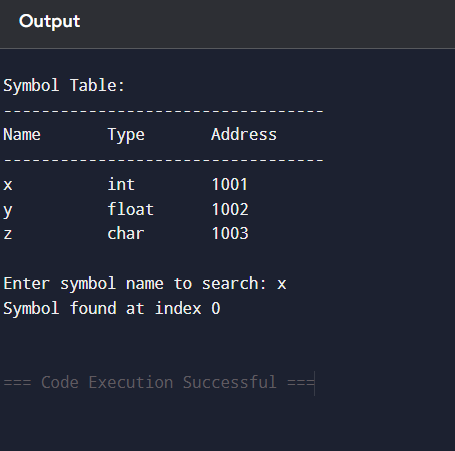 Output
Symbol Table:
----------------------------------
Name Type Address
----------------------------------
x int 1001
y float 1002
z char 1003
Enter symbol name to search: x
Symbol found at index 0
=== Code Execution Successful ===